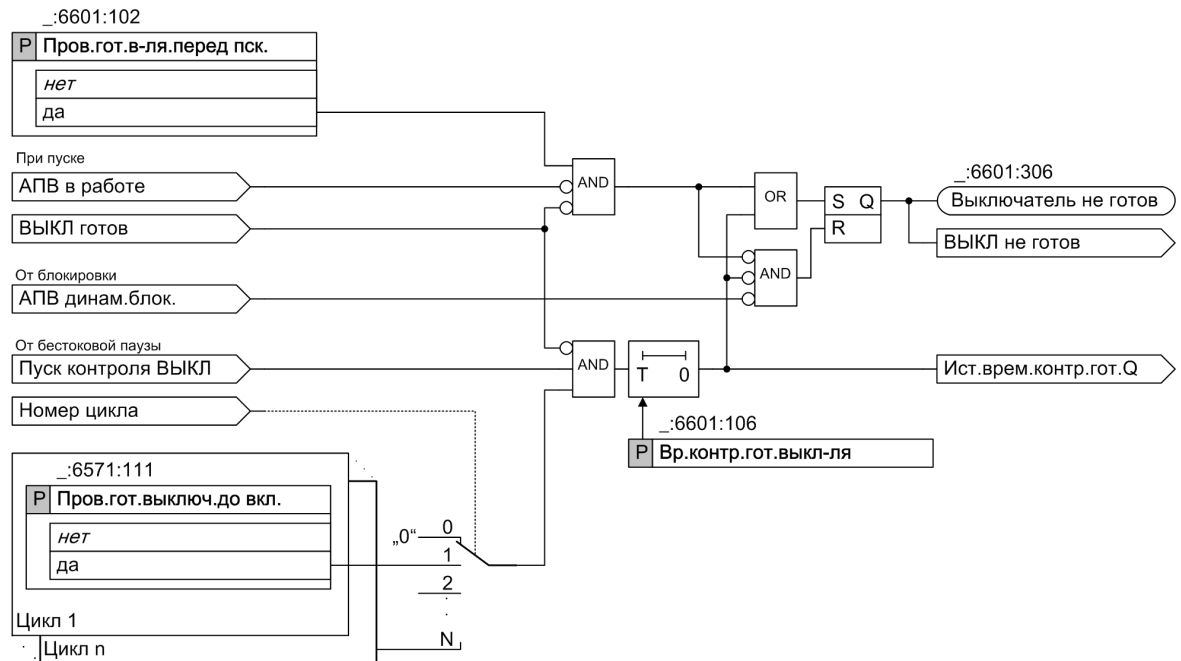 _:6601:102
P Пров.гот.в-ля.перед пск.
нет
да
При пуске
АПВ в работе
ВЫКЛ готов
AND
OR
S Q
R
_:6601:306
Выключатель не готов
ВЫКЛ не готов
От блокировки
АПВ динам.блок.
AND
От бестоковой паузы
Пуск контроля ВЫКЛ
AND
T 0
Ист.врем.контр.гот.Q
Номер цикла
_:6601:106
P Вр.контр.гот.выкл-ля
_:6571:111
P Пров.гот.выключ.до вкл.
нет
да
„0“ 0
1
2
N
Цикл 1
Цикл n